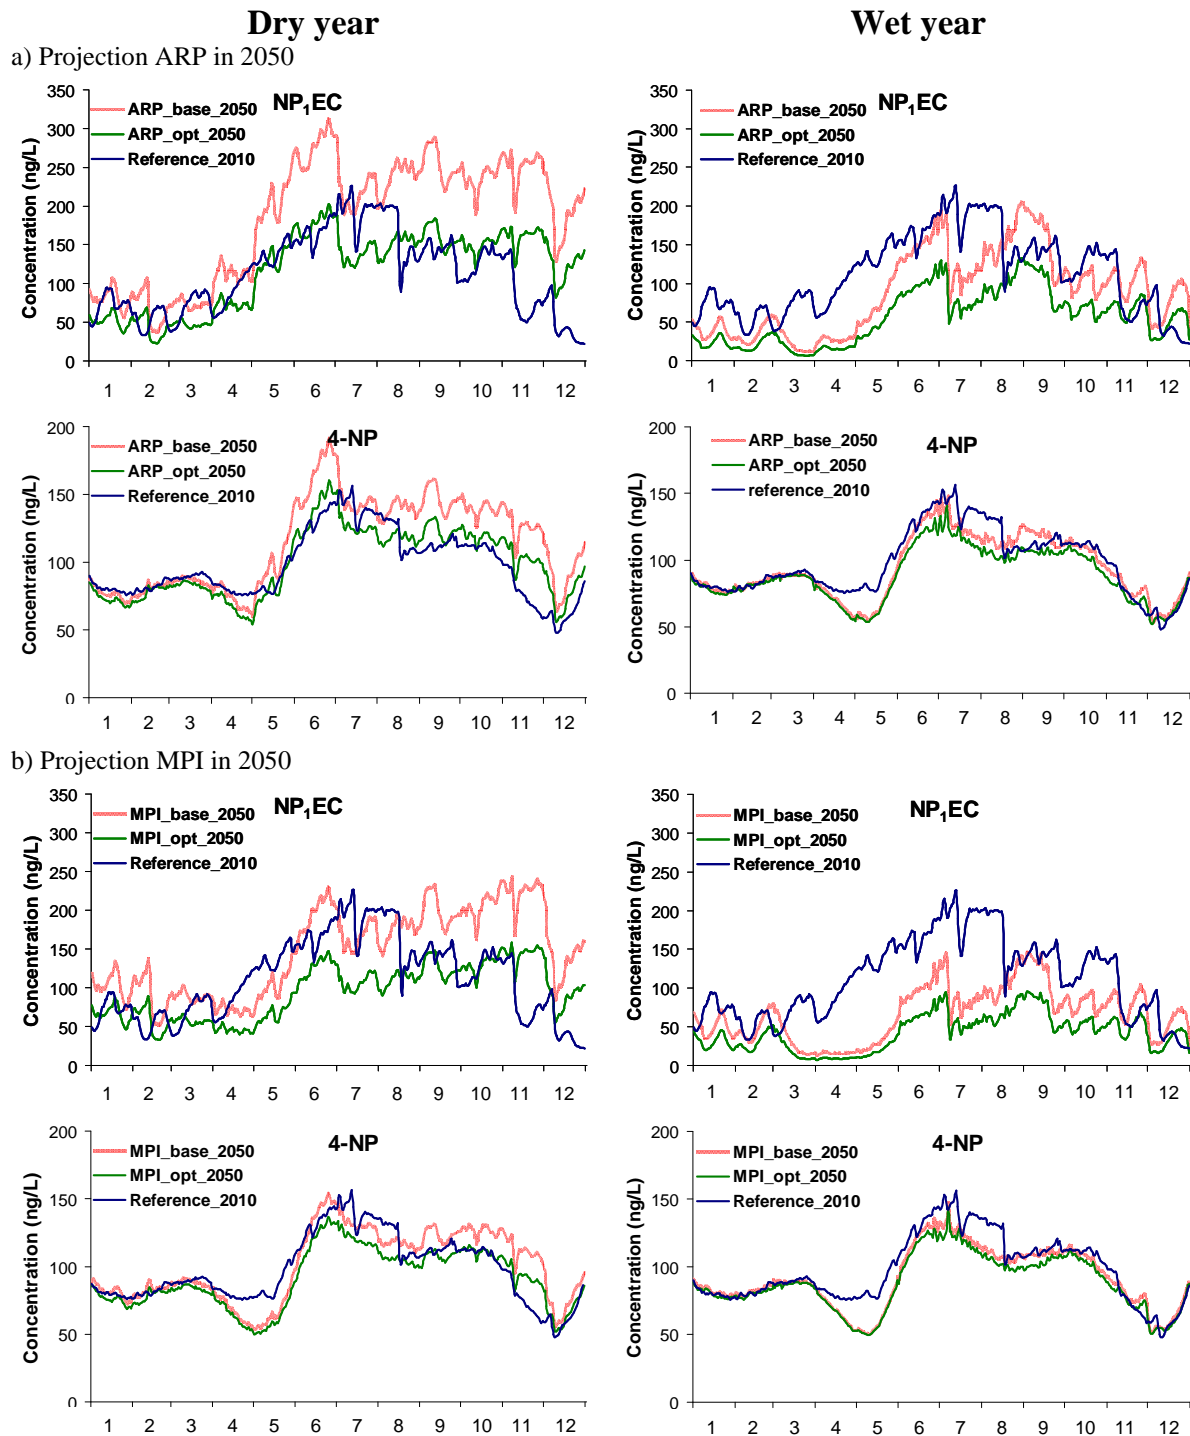 Dry year Wet year
a) Projection ARP in 2050
NP₁EC
ARP_base_2050
ARP_opt_2050
Reference_2010
Concentration (ng/L)
350
300
250
200
150
100
50
0
1 2 3 4 5 6 7 8 9 10 11 12
NP₁EC
ARP_base_2050
ARP_opt_2050
Reference_2010
Concentration (ng/L)
350
300
250
200
150
100
50
0
1 2 3 4 5 6 7 8 9 10 11 12
4-NP
ARP_base_2050
ARP_opt_2050
Reference_2010
Concentration (ng/L)
200
150
100
50
0
1 2 3 4 5 6 7 8 9 10 11 12
4-NP
ARP_base_2050
ARP_opt_2050
reference_2010
Concentration (ng/L)
200
150
100
50
0
1 2 3 4 5 6 7 8 9 10 11 12
b) Projection MPI in 2050
NP₁EC
MPI_base_2050
MPI_opt_2050
Reference_2010
Concentration (ng/L)
350
300
250
200
150
100
50
0
1 2 3 4 5 6 7 8 9 10 11 12
NP₁EC
MPI_base_2050
MPI_opt_2050
Reference_2010
Concentration (ng/L)
350
300
250
200
150
100
50
0
1 2 3 4 5 6 7 8 9 10 11 12
4-NP
MPI_base_2050
MPI_opt_2050
Reference_2010
Concentration (ng/L)
200
150
100
50
0
1 2 3 4 5 6 7 8 9 10 11 12
4-NP
MPI_base_2050
MPI_opt_2050
Reference_2010
Concentration (ng/L)
200
150
100
50
0
1 2 3 4 5 6 7 8 9 10 11 12